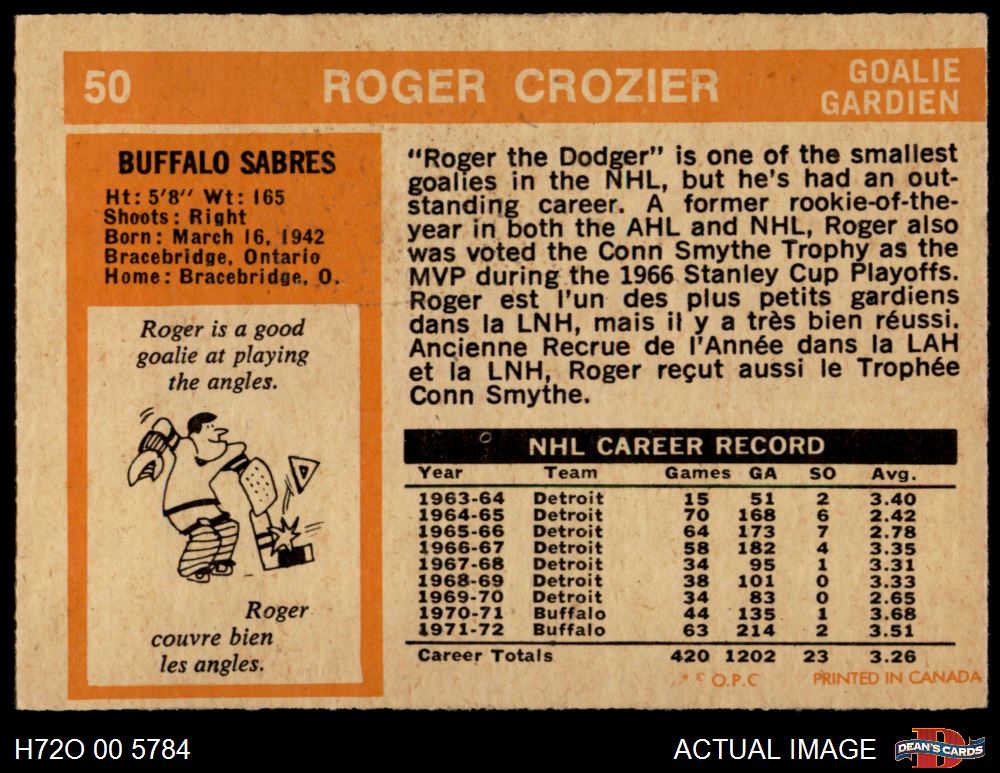 50 ROGER CROZIER GOALIE
GARDIEN
BUFFALO SABRES
Ht: 5'8'' Wt: 165
Shoots: Right
Born: March 16, 1942
Bracebridge, Ontario
Home: Bracebridge, O.
Roger is a good
goalie at playing
the angles.
Roger
couvre bien
les angles.
"Roger the Dodger" is one of the smallest
goalies in the NHL, but he's had an out-
standing career. A former rookie-of-the-
year in both the AHL and NHL, Roger also
was voted the Conn Smythe Trophy as the
MVP during the 1966 Stanley Cup Playoffs.
Roger est l'un des plus petits gardiens
dans la LNH, mais il y a très bien réussi.
Ancienne Recrue de l'Année dans la LAH
et la LNH, Roger reçut aussi le Trophée
Conn Smythe.
NHL CAREER RECORD
Year Team Games GA SO Avg.
1963-64 Detroit 15 51 2 3.40
1964-65 Detroit 70 168 6 2.42
1965-66 Detroit 64 173 7 2.78
1966-67 Detroit 58 182 4 3.35
1967-68 Detroit 34 95 1 3.31
1968-69 Detroit 38 101 0 3.33
1969-70 Detroit 34 83 0 2.65
1970-71 Buffalo 44 135 1 3.68
1971-72 Buffalo 63 214 2 3.51
Career Totals 420 1202 23 3.26
O.P.C PRINTED IN CANADA
H72O 00 5784 ACTUAL IMAGE DEAN'S CARDS